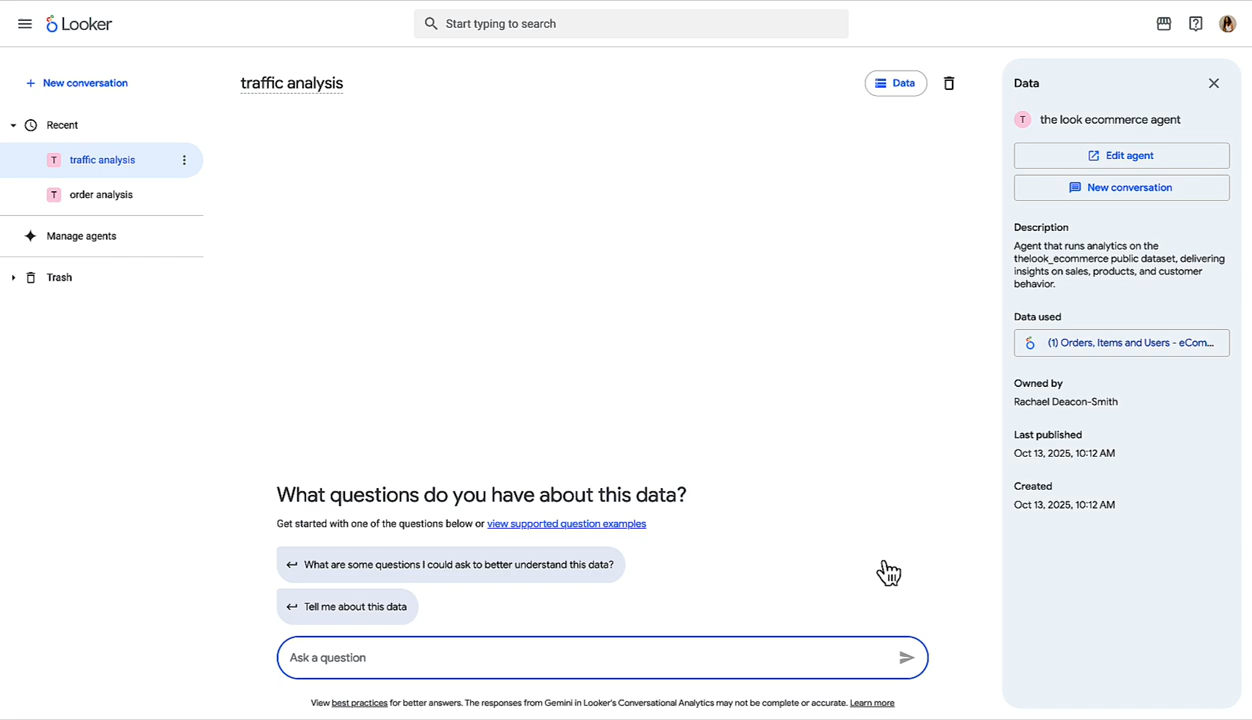 Looker
Start typing to search
New conversation
Recent
T traffic analysis
T order analysis
Manage agents
Trash
traffic analysis
Data
What questions do you have about this data?
Get started with one of the questions below or view supported question examples
What are some questions I could ask to better understand this data?
Tell me about this data
Ask a question
View best practices for better answers. The responses from Gemini in Looker's Conversational Analytics may not be complete or accurate. Learn more
Data
T the look ecommerce agent
Edit agent
New conversation
Description
Agent that runs analytics on the
thelook_ecommerce public dataset, delivering
insights on sales, products, and customer
behavior.
Data used
(1) Orders, Items and Users - eCom...
Owned by
Rachael Deacon-Smith
Last published
Oct 13, 2025, 10:12 AM
Created
Oct 13, 2025, 10:12 AM